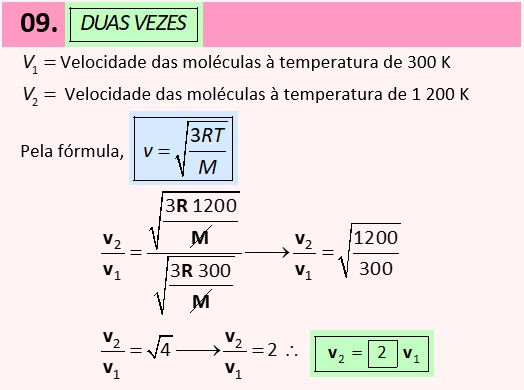 09. DUAS VEZES
V₁ = Velocidade das moléculas à temperatura de 300 K
V₂ = Velocidade das moléculas à temperatura de 1 200 K
Pela fórmula, v = √(3RT/M)
v₂/v₁ = √(3R 1200/M) / √(3R 300/M) ⟶ v₂/v₁ = √(1200/300)
v₂/v₁ = √4 ⟶ v₂/v₁ = 2 ∴ v₂ = 2 v₁